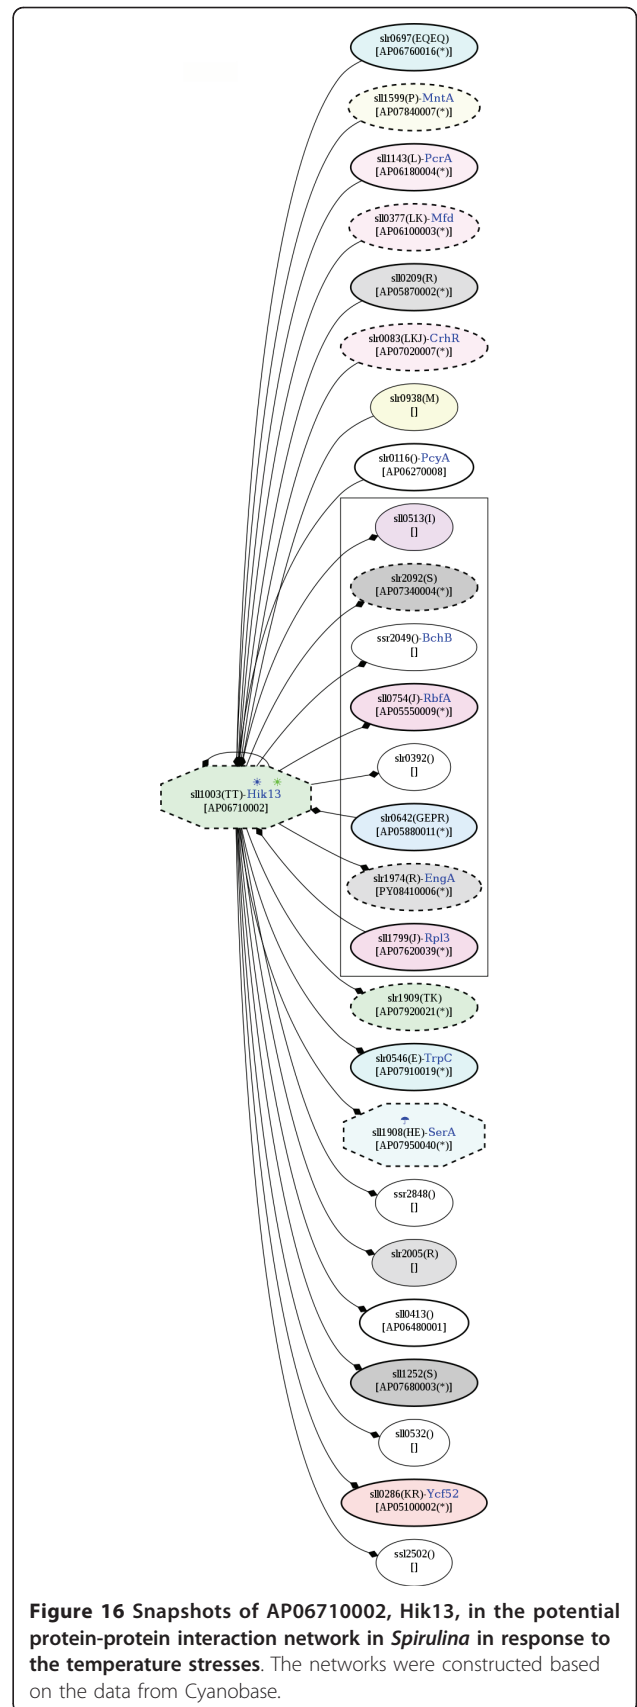 slr0697(EQEQ)
[AP06760016(*)]
sll1599(P)-MntA
[AP07840007(*)]
sll1143(L)-PcrA
[AP06180004(*)]
sll0377(LK)-Mfd
[AP06100003(*)]
sll0209(R)
[AP05870002(*)]
slr0083(LKJ)-CrhR
[AP07020007(*)]
slr0938(M)
[]
slr0116()-PcyA
[AP06270008]
sll0513(I)
[]
slr2092(S)
[AP07340004(*)]
ssr2049()-BchB
[]
sll0754(J)-RbfA
[AP05550009(*)]
slr0392()
[]
sll1003(TT)-Hik13
[AP06710002]
slr0642(GEPR)
[AP05880011(*)]
slr1974(R)-EngA
[PY08410006(*)]
sll1799(J)-Rpl3
[AP07620039(*)]
slr1909(TK)
[AP07920021(*)]
slr0546(E)-TrpC
[AP07910019(*)]
sll1908(HE)-SerA
[AP07950040(*)]
ssr2848()
[]
slr2005(R)
[]
sll0413()
[AP06480001]
sll1252(S)
[AP07680003(*)]
sll0532()
[]
sll0286(KR)-Ycf52
[AP05100002(*)]
ssl2502()
[]
Figure 16 Snapshots of AP06710002, Hik13, in the potential
protein-protein interaction network in Spirulina in response to
the temperature stresses. The networks were constructed based
on the data from Cyanobase.